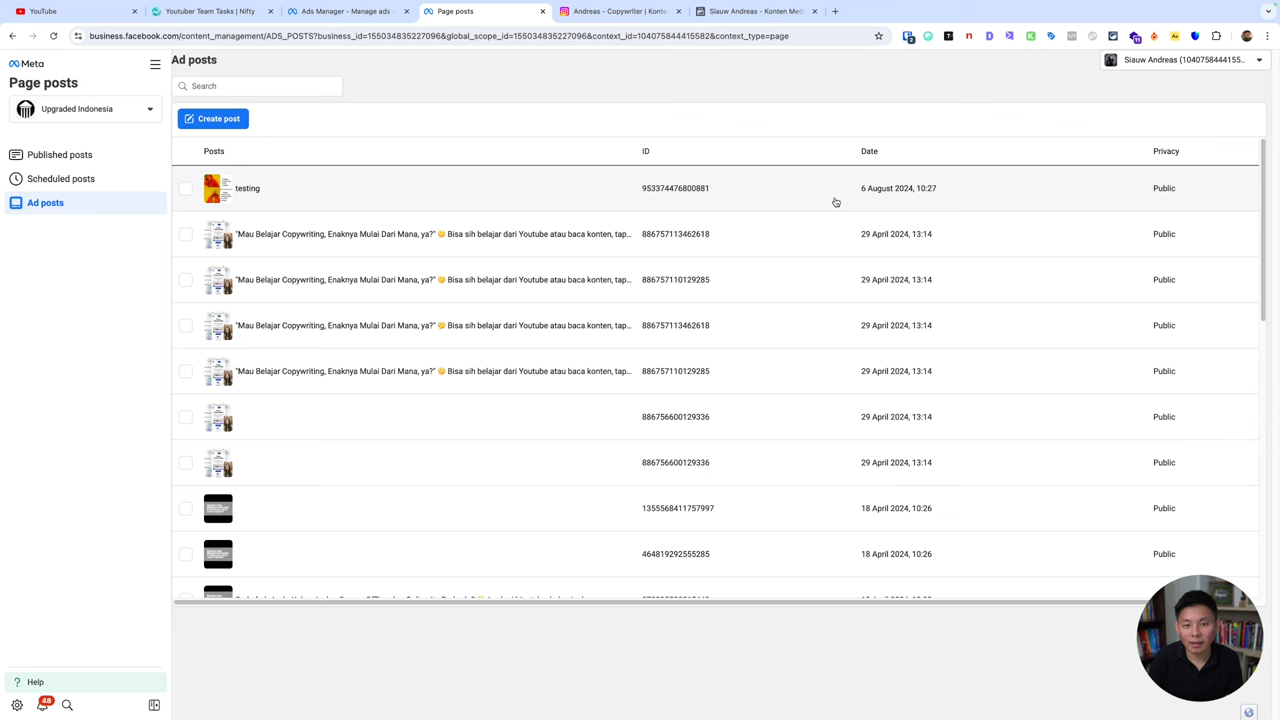 YouTube
Youtuber Team Tasks | Nifty
Ads Manager - Manage ads -
Page posts
Andreas - Copywriter | Konten
Siauw Andreas - Konten Med
business.facebook.com/content_management/ADS_POSTS?business_id=155034835227096&global_scope_id=155034835227096&context_id=104075844415582&context_type=page
Meta
Page posts
Upgraded Indonesia
Published posts
Scheduled posts
Ad posts
Help
48
Ad posts
Siauw Andreas (1040758444155...
Search
Create post
Posts ID Date Privacy
testing 953374476800881 6 August 2024, 10:27 Public
"Mau Belajar Copywriting, Enaknya Mulai Dari Mana, ya?" 🤔 Bisa sih belajar dari Youtube atau baca konten, tap... 886757113462618 29 April 2024, 13:14 Public
"Mau Belajar Copywriting, Enaknya Mulai Dari Mana, ya?" 🤔 Bisa sih belajar dari Youtube atau baca konten, tap... 886757110129285 29 April 2024, 13:14 Public
"Mau Belajar Copywriting, Enaknya Mulai Dari Mana, ya?" 🤔 Bisa sih belajar dari Youtube atau baca konten, tap... 886757113462618 29 April 2024, 13:14 Public
"Mau Belajar Copywriting, Enaknya Mulai Dari Mana, ya?" 🤔 Bisa sih belajar dari Youtube atau baca konten, tap... 886757110129285 29 April 2024, 13:14 Public
886756600129336 29 April 2024, 13:14 Public
886756600129336 29 April 2024, 13:14 Public
1355568411757997 18 April 2024, 10:26 Public
464819292555285 18 April 2024, 10:26 Public